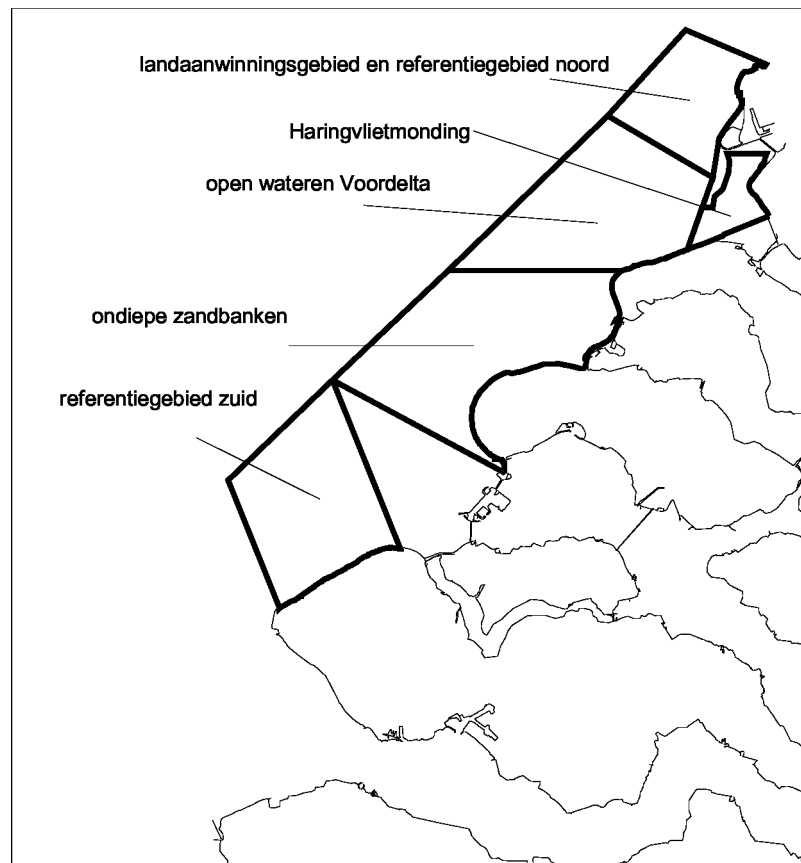 landaanwinningsgebied en referentiegebied noord
Haringvlietmonding
open wateren Voordelta
ondiepe zandbanken
referentiegebied zuid